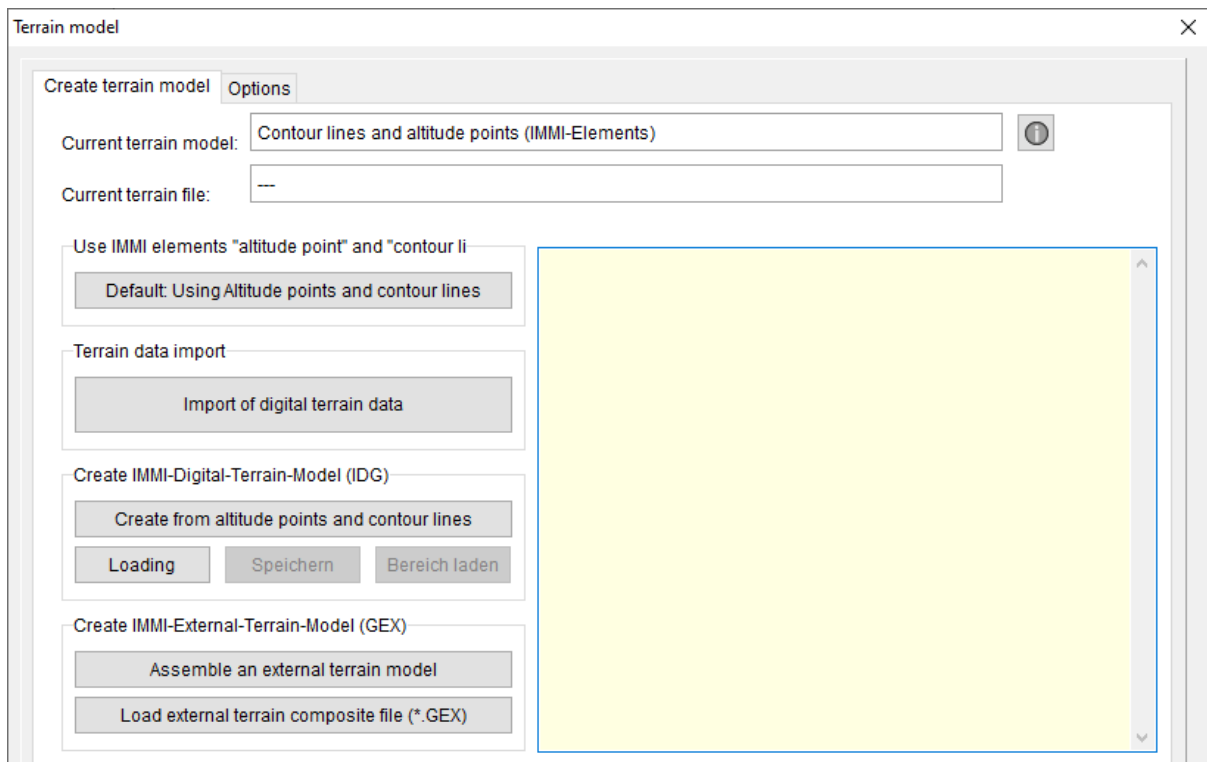 Terrain model
Create terrain model
Options
Current terrain model:
Contour lines and altitude points (IMMI-Elements)
Current terrain file:
---
Use IMMI elements "altitude point" and "contour li
Default: Using Altitude points and contour lines
Terrain data import
Import of digital terrain data
Create IMMI-Digital-Terrain-Model (IDG)
Create from altitude points and contour lines
Loading
Speichern
Bereich laden
Create IMMI-External-Terrain-Model (GEX)
Assemble an external terrain model
Load external terrain composite file (*.GEX)